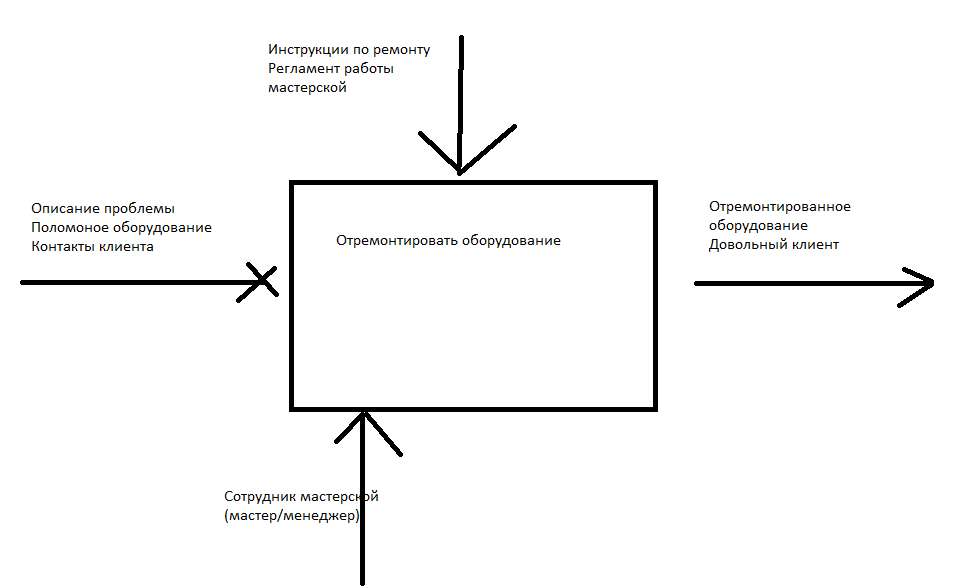 Инструкции по ремонту
Регламент работы
мастерской
Описание проблемы
Поломоное оборудование
Контакты клиента
Отремонтировать оборудование
Отремонтированное
оборудование
Довольный клиент
Сотрудник мастерской
(мастер/менеджер)